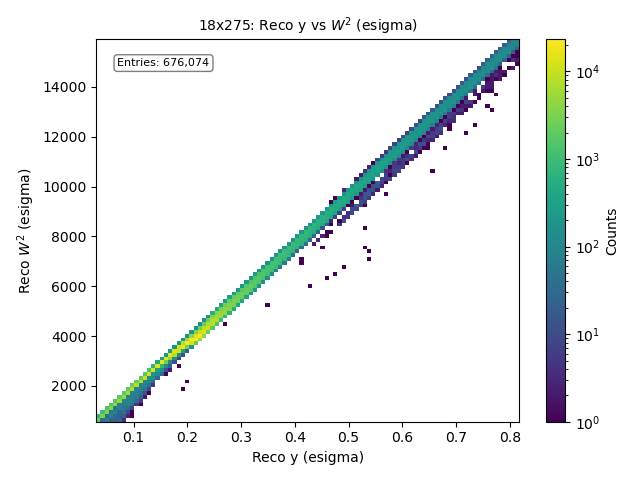 18x275: Reco y vs W² (esigma)
Entries: 676,074
Reco W² (esigma)
14000
12000
10000
8000
6000
4000
2000
0.1 0.2 0.3 0.4 0.5 0.6 0.7 0.8
Reco y (esigma)
10⁴
10³
10²
10¹
10⁰
Counts